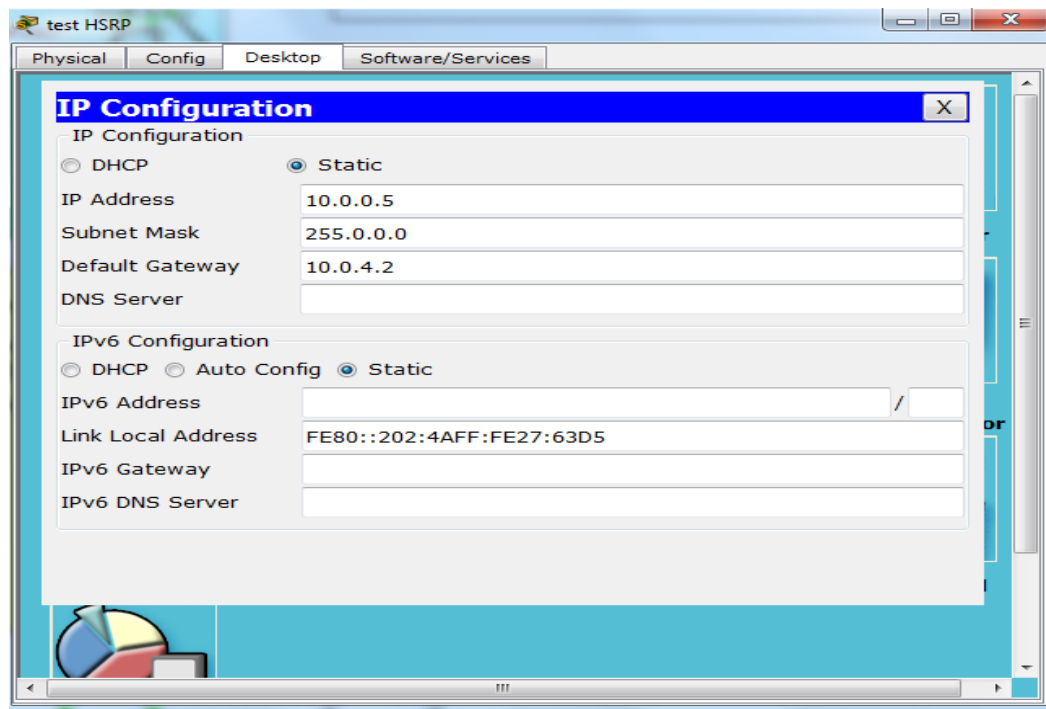 test HSRP
Physical Config Desktop Software/Services
IP Configuration X
IP Configuration
DHCP Static
IP Address 10.0.0.5
Subnet Mask 255.0.0.0
Default Gateway 10.0.4.2
DNS Server
IPv6 Configuration
DHCP Auto Config Static
IPv6 Address /
Link Local Address FE80::202:4AFF:FE27:63D5
IPv6 Gateway
IPv6 DNS Server
or